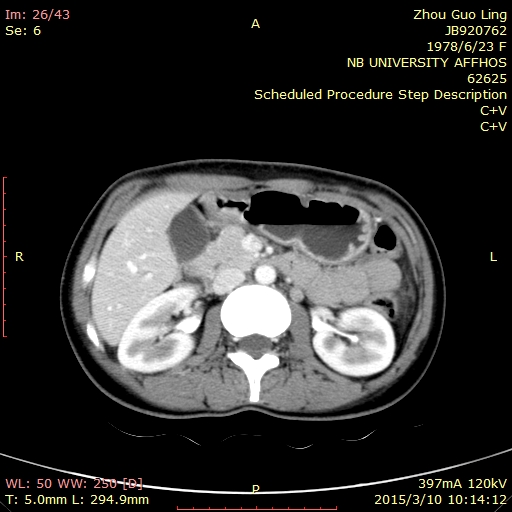 Im: 26/43
Se: 6
A
Zhou Guo Ling
JB920762
1978/6/23 F
NB UNIVERSITY AFFHOS
62625
Scheduled Procedure Step Description
C+V
C+V
R
L
WL: 50 WW: 250 [D]
T: 5.0mm L: 294.9mm
P
397mA 120kV
2015/3/10 10:14:12